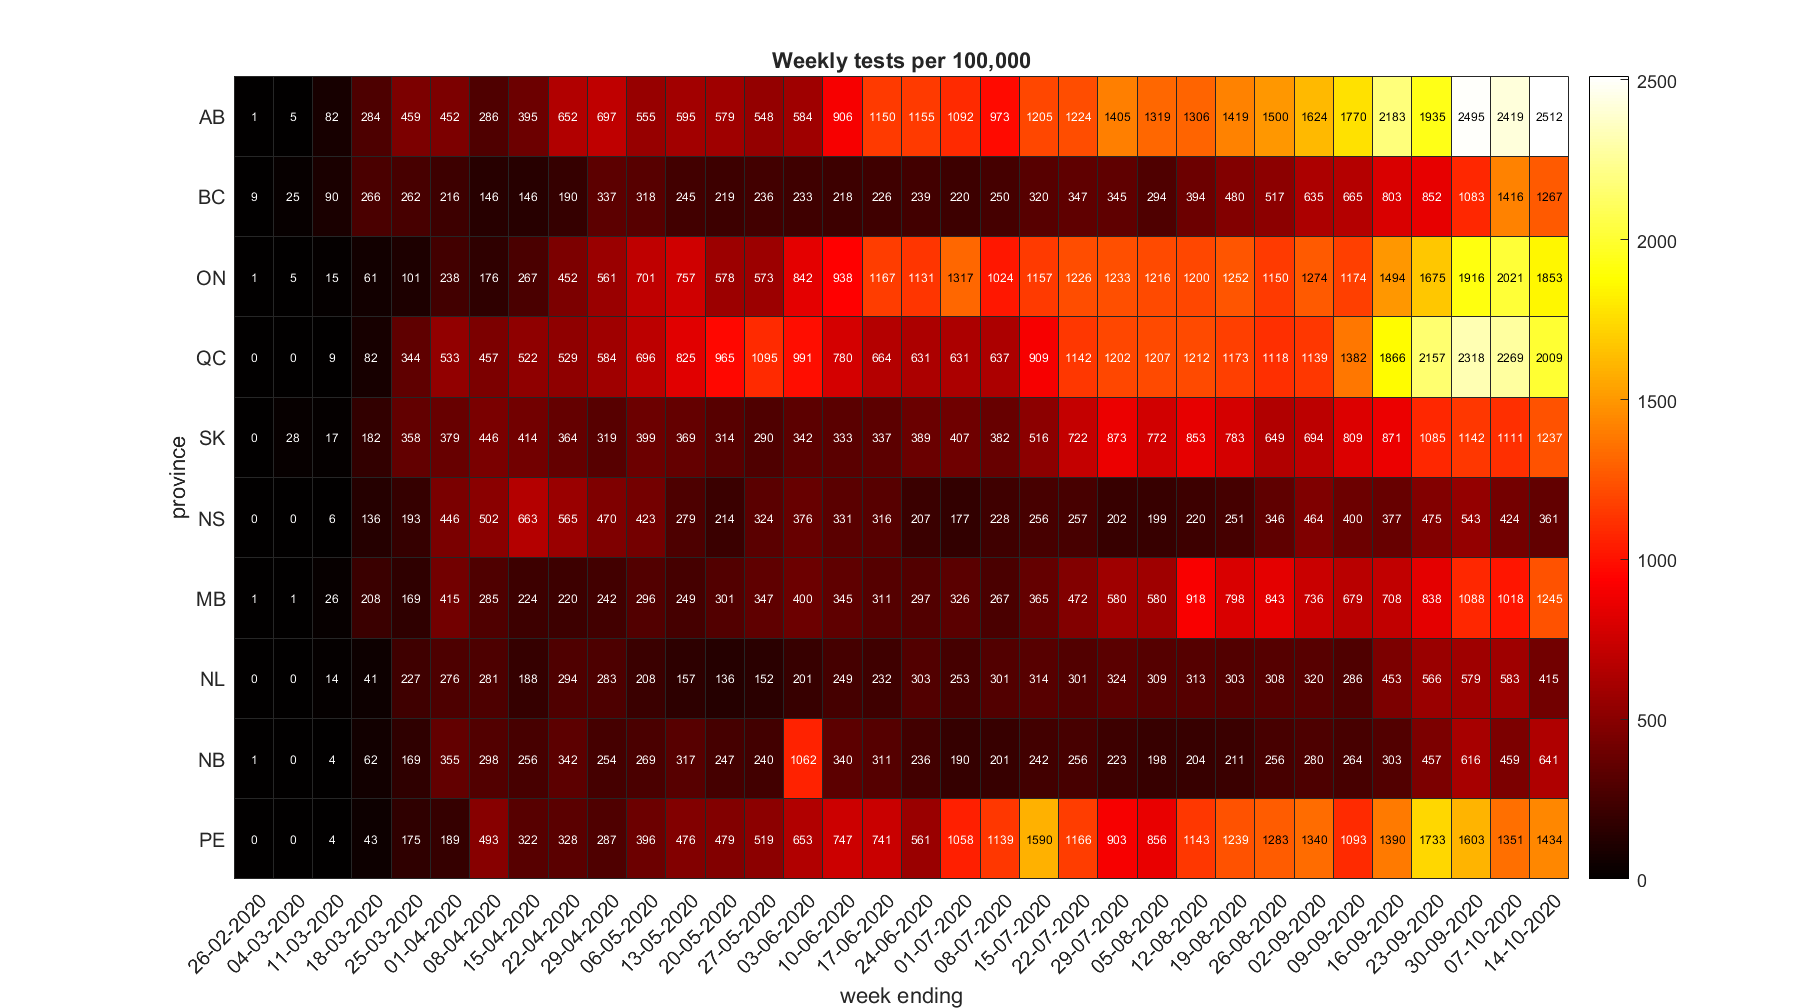 Weekly tests per 100,000
AB 1 5 82 284 459 452 286 395 652 697 555 595 579 548 584 906 1150 1155 1092 973 1205 1224 1405 1319 1306 1419 1500 1624 1770 2183 1935 2495 2419 2512
BC 9 25 90 266 262 216 146 146 190 337 318 245 219 236 233 218 226 239 220 250 320 347 345 294 394 480 517 635 665 803 852 1083 1416 1267
ON 1 5 15 61 101 238 176 267 452 561 701 757 578 573 842 938 1167 1131 1317 1024 1157 1226 1233 1216 1200 1252 1150 1274 1174 1494 1675 1916 2021 1853
QC 0 0 9 82 344 533 457 522 529 584 696 825 965 1095 991 780 664 631 631 637 909 1142 1202 1207 1212 1173 1118 1139 1382 1866 2157 2318 2269 2009
SK 0 28 17 182 358 379 446 414 364 319 399 369 314 290 342 333 337 389 407 382 516 722 873 772 853 783 649 694 809 871 1085 1142 1111 1237
NS 0 0 6 136 193 446 502 663 565 470 423 279 214 324 376 331 316 207 177 228 256 257 202 199 220 251 346 464 400 377 475 543 424 361
MB 1 1 26 208 169 415 285 224 220 242 296 249 301 347 400 345 311 297 326 267 365 472 580 580 918 798 843 736 679 708 838 1088 1018 1245
NL 0 0 14 41 227 276 281 188 294 283 208 157 136 152 201 249 232 303 253 301 314 301 324 309 313 303 308 320 286 453 566 579 583 415
NB 1 0 4 62 169 355 298 256 342 254 269 317 247 240 1062 340 311 236 190 201 242 256 223 198 204 211 256 280 264 303 457 616 459 641
PE 0 0 4 43 175 189 493 322 328 287 396 476 479 519 653 747 741 561 1058 1139 1590 1166 903 856 1143 1239 1283 1340 1093 1390 1733 1603 1351 1434
province
26-02-2020 04-03-2020 11-03-2020 18-03-2020 25-03-2020 01-04-2020 08-04-2020 15-04-2020 22-04-2020 29-04-2020 06-05-2020 13-05-2020 20-05-2020 27-05-2020 03-06-2020 10-06-2020 17-06-2020 24-06-2020 01-07-2020 08-07-2020 15-07-2020 22-07-2020 29-07-2020 05-08-2020 12-08-2020 19-08-2020 26-08-2020 02-09-2020 09-09-2020 16-09-2020 23-09-2020 30-09-2020 07-10-2020 14-10-2020
week ending
2500
2000
1500
1000
500
0